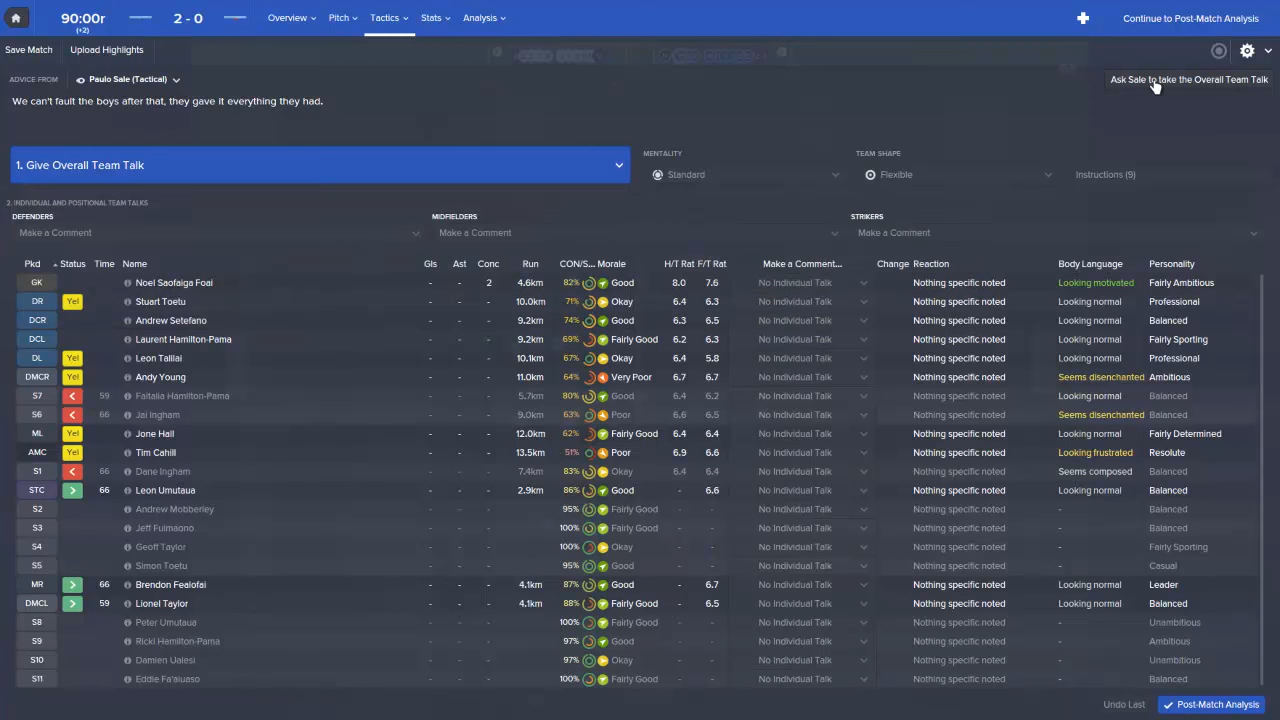 90:00r 2 - 0 Overview Pitch Tactics Stats Analysis Continue to Post-Match Analysis
(+2)
Save Match Upload Highlights
ADVICE FROM Paulo Sale (Tactical) Ask Sale to take the Overall Team Talk
We can't fault the boys after that, they gave it everything they had.
1. Give Overall Team Talk
MENTALITY TEAM SHAPE
Standard Flexible Instructions (9)
2. INDIVIDUAL AND POSITIONAL TEAM TALKS
DEFENDERS MIDFIELDERS STRIKERS
Make a Comment Make a Comment Make a Comment
Pkd Status Time Name Gls Ast Conc Run CON/S... Morale H/T Rat F/T Rat Make a Comment... Change Reaction Body Language Personality
GK Noel Saofaiga Foai - - 2 4.6km 82% Good 8.0 7.6 No Individual Talk Nothing specific noted Looking motivated Fairly Ambitious
DR Yel Stuart Toetu - - - 10.0km 71% Okay 6.4 6.3 No Individual Talk Nothing specific noted Looking normal Professional
DCR Andrew Setefano - - - 9.2km 74% Good 6.3 6.5 No Individual Talk Nothing specific noted Looking normal Balanced
DCL Laurent Hamilton-Pama - - - 9.2km 69% Fairly Good 6.2 6.3 No Individual Talk Nothing specific noted Looking normal Fairly Sporting
DL Yel Leon Talilai - - - 10.1km 67% Okay 6.4 5.8 No Individual Talk Nothing specific noted Looking normal Professional
DMCR Yel Andy Young - - - 11.0km 64% Very Poor 6.7 6.7 No Individual Talk Nothing specific noted Seems disenchanted Ambitious
S7 59 Faitalia Hamilton-Pama - - - 5.7km 80% Good 6.4 6.2 No Individual Talk Nothing specific noted Looking normal Balanced
S6 66 Jai Ingham - - - 9.0km 63% Poor 6.6 6.5 No Individual Talk Nothing specific noted Seems disenchanted Balanced
ML Yel Jone Hall - - - 12.0km 62% Fairly Good 6.4 6.4 No Individual Talk Nothing specific noted Looking normal Fairly Determined
AMC Yel Tim Cahill - - - 13.5km 51% Poor 6.9 6.6 No Individual Talk Nothing specific noted Looking frustrated Resolute
S1 66 Dane Ingham - - - 7.4km 83% Okay 6.4 6.4 No Individual Talk Nothing specific noted Seems composed Balanced
STC 66 Leon Umutaua - - - 2.9km 86% Good - 6.6 No Individual Talk Nothing specific noted Looking normal Balanced
S2 Andrew Mobberley - - - 95% Fairly Good - - No Individual Talk Nothing specific noted - Balanced
S3 Jeff Fuimaono - - - 100% Fairly Good - - No Individual Talk Nothing specific noted - Balanced
S4 Geoff Taylor - - - 100% Okay - - No Individual Talk Nothing specific noted - Fairly Sporting
S5 Simon Toetu - - - 95% Good - - No Individual Talk Nothing specific noted - Casual
MR 66 Brendon Fealofai - - - 4.1km 87% Good - 6.7 No Individual Talk Nothing specific noted Looking normal Leader
DMCL 59 Lionel Taylor - - - 4.1km 88% Fairly Good - 6.5 No Individual Talk Nothing specific noted Looking normal Balanced
S8 Peter Umutaua - - - 100% Fairly Good - - No Individual Talk Nothing specific noted - Unambitious
S9 Ricki Hamilton-Pama - - - 97% Good - - No Individual Talk Nothing specific noted - Ambitious
S10 Damien Ualesi - - - 97% Okay - - No Individual Talk Nothing specific noted - Unambitious
S11 Eddie Fa'aiuaso - - - 100% Fairly Good - - No Individual Talk Nothing specific noted - Balanced
Undo Last Post-Match Analysis